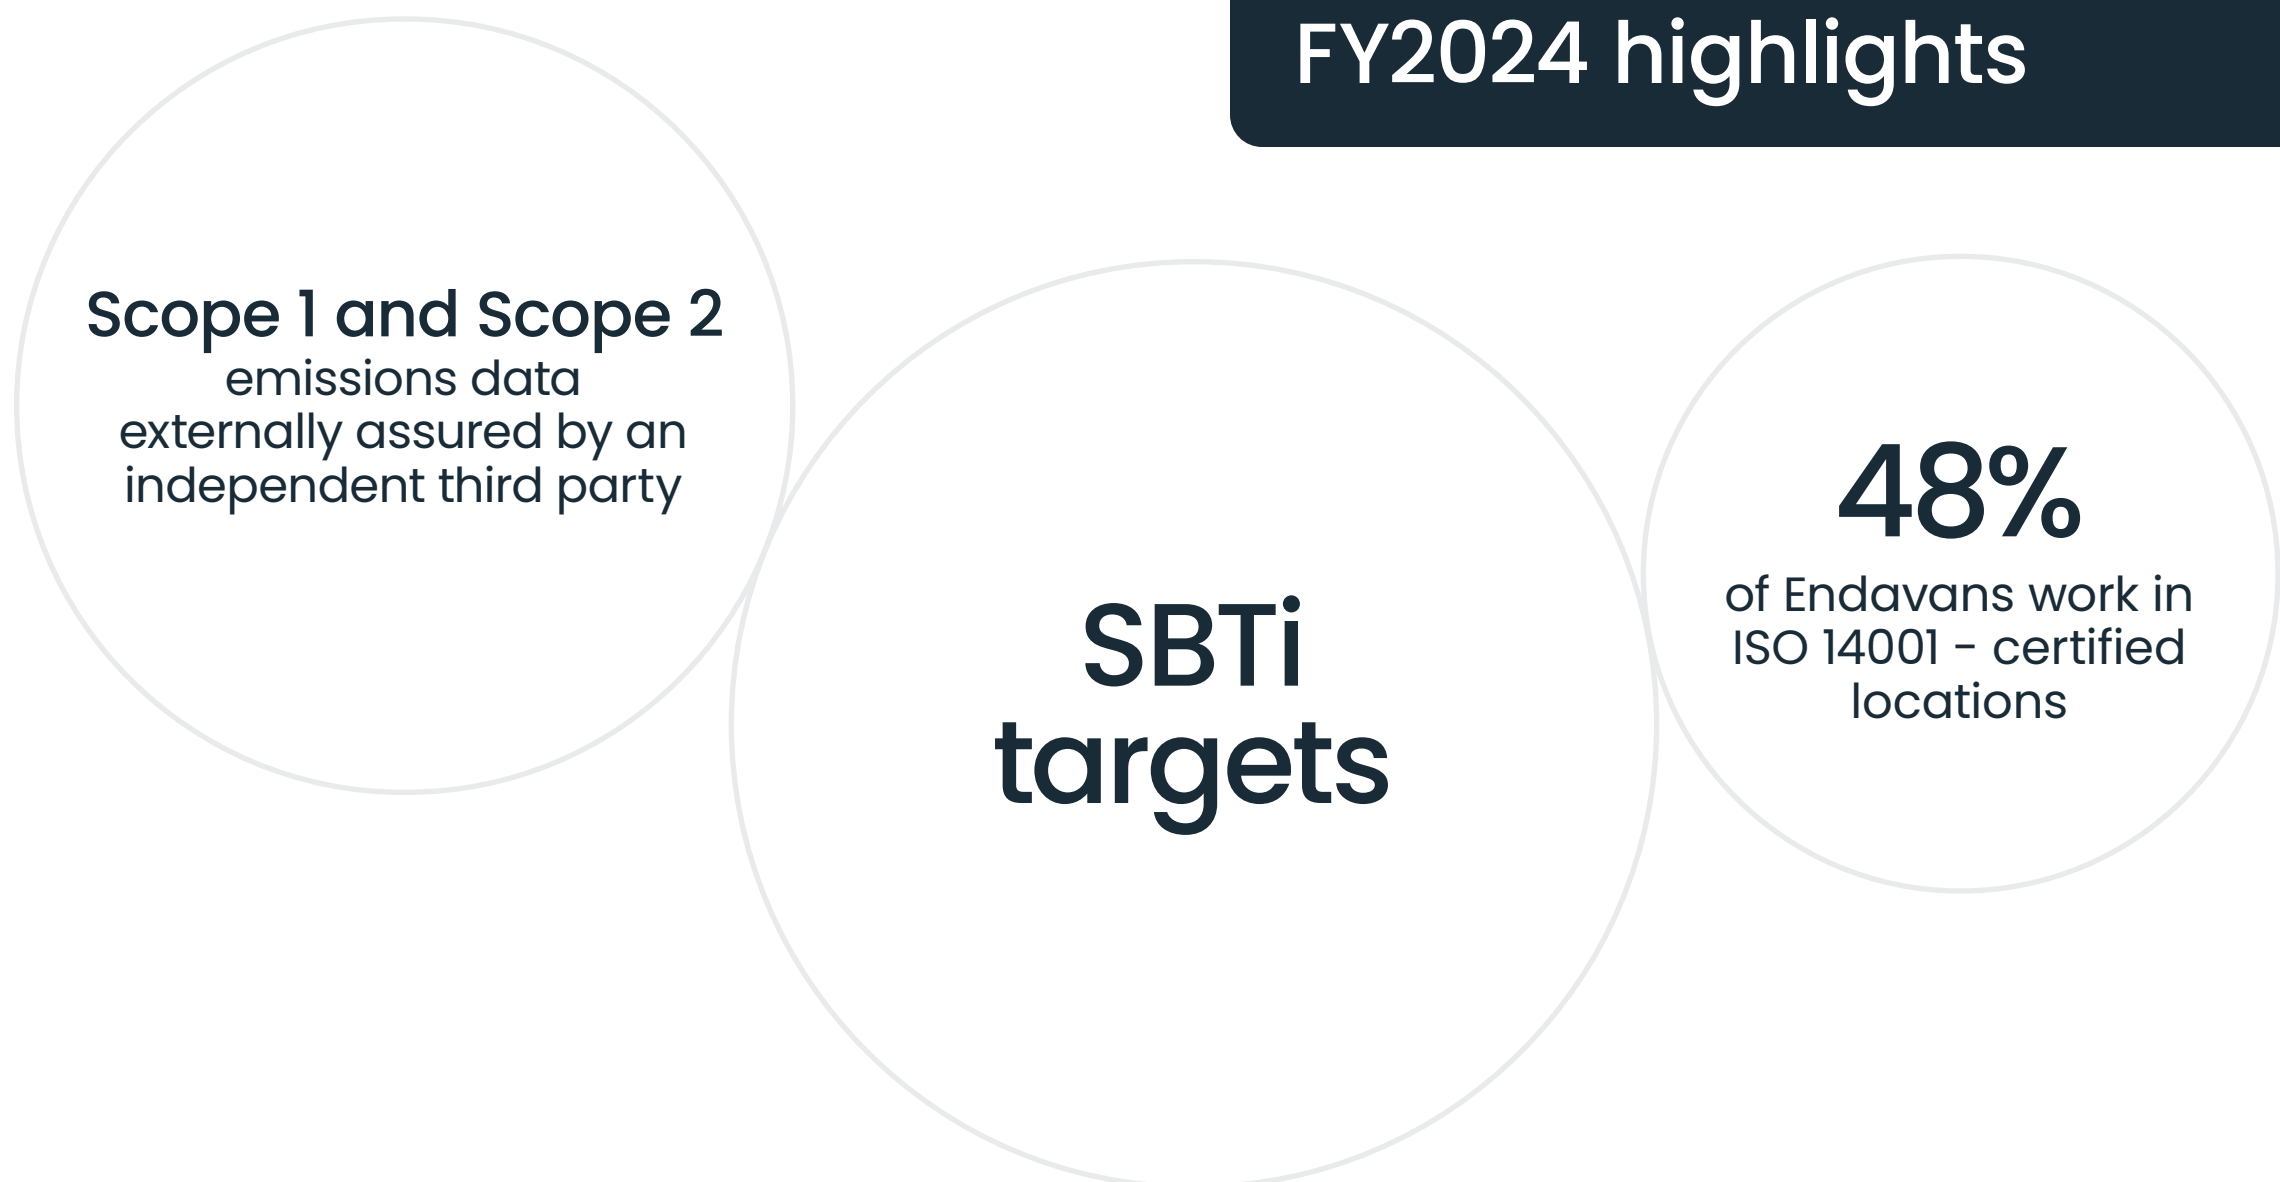 FY2024 highlights
Scope 1 and Scope 2
emissions data
externally assured by an
independent third party
SBTi
targets
48%
of Endavans work in
ISO 14001 - certified
locations